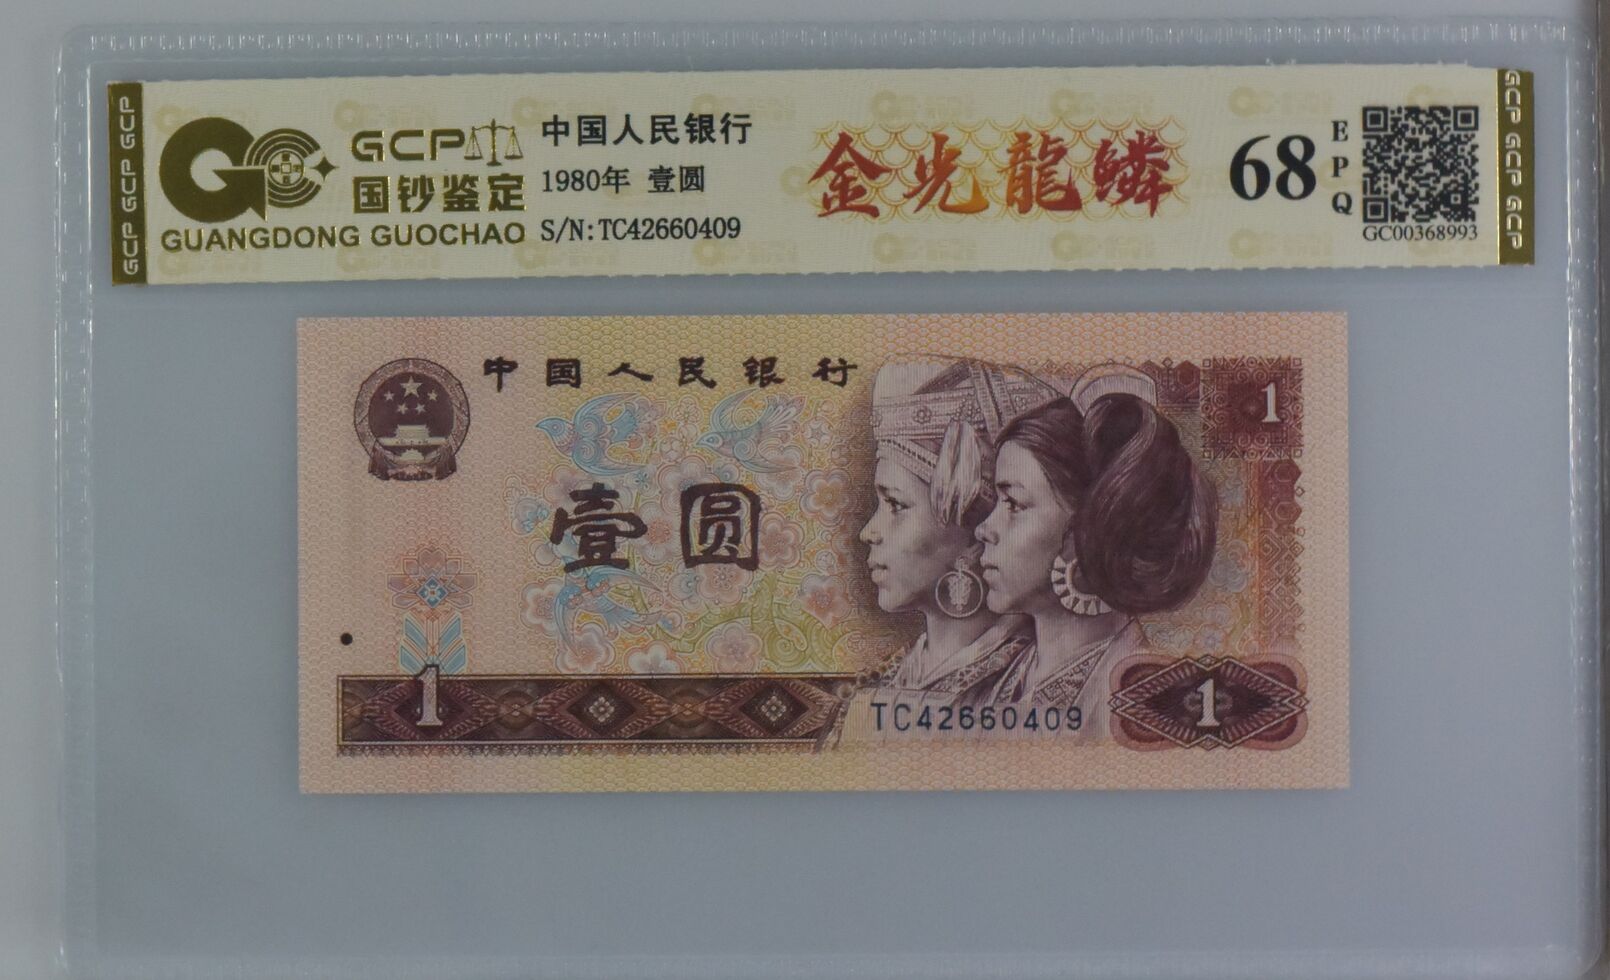 GCP GCP GCP
GCP
国钞鉴定
GUANGDONG GUOCHAO
中国人民银行
1980年 壹圆
S/N:TC42660409
金光龍鱗
68
EPQ
GC00368993
GCP GCP GCP
中国人民银行
1
壹圆
1
TC42660409
1